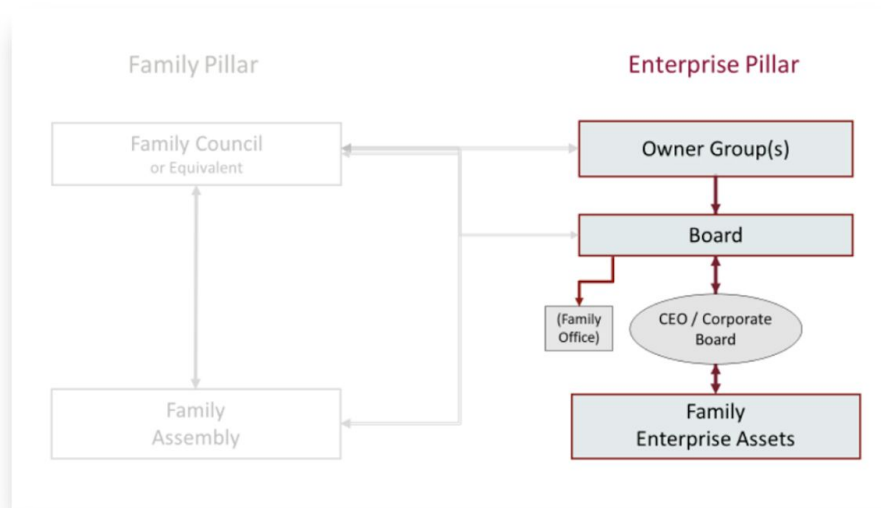 Family Pillar
Enterprise Pillar
Family Council
or Equivalent
Owner Group(s)
Board
(Family
Office)
CEO / Corporate
Board
Family
Assembly
Family
Enterprise Assets